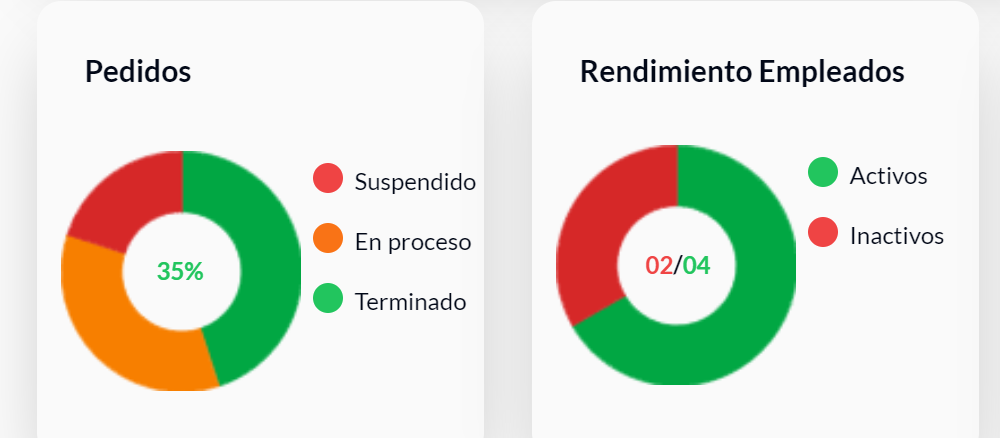 Pedidos
Suspendido
En proceso
Terminado
35%
Rendimiento Empleados
Activos
Inactivos
02/04